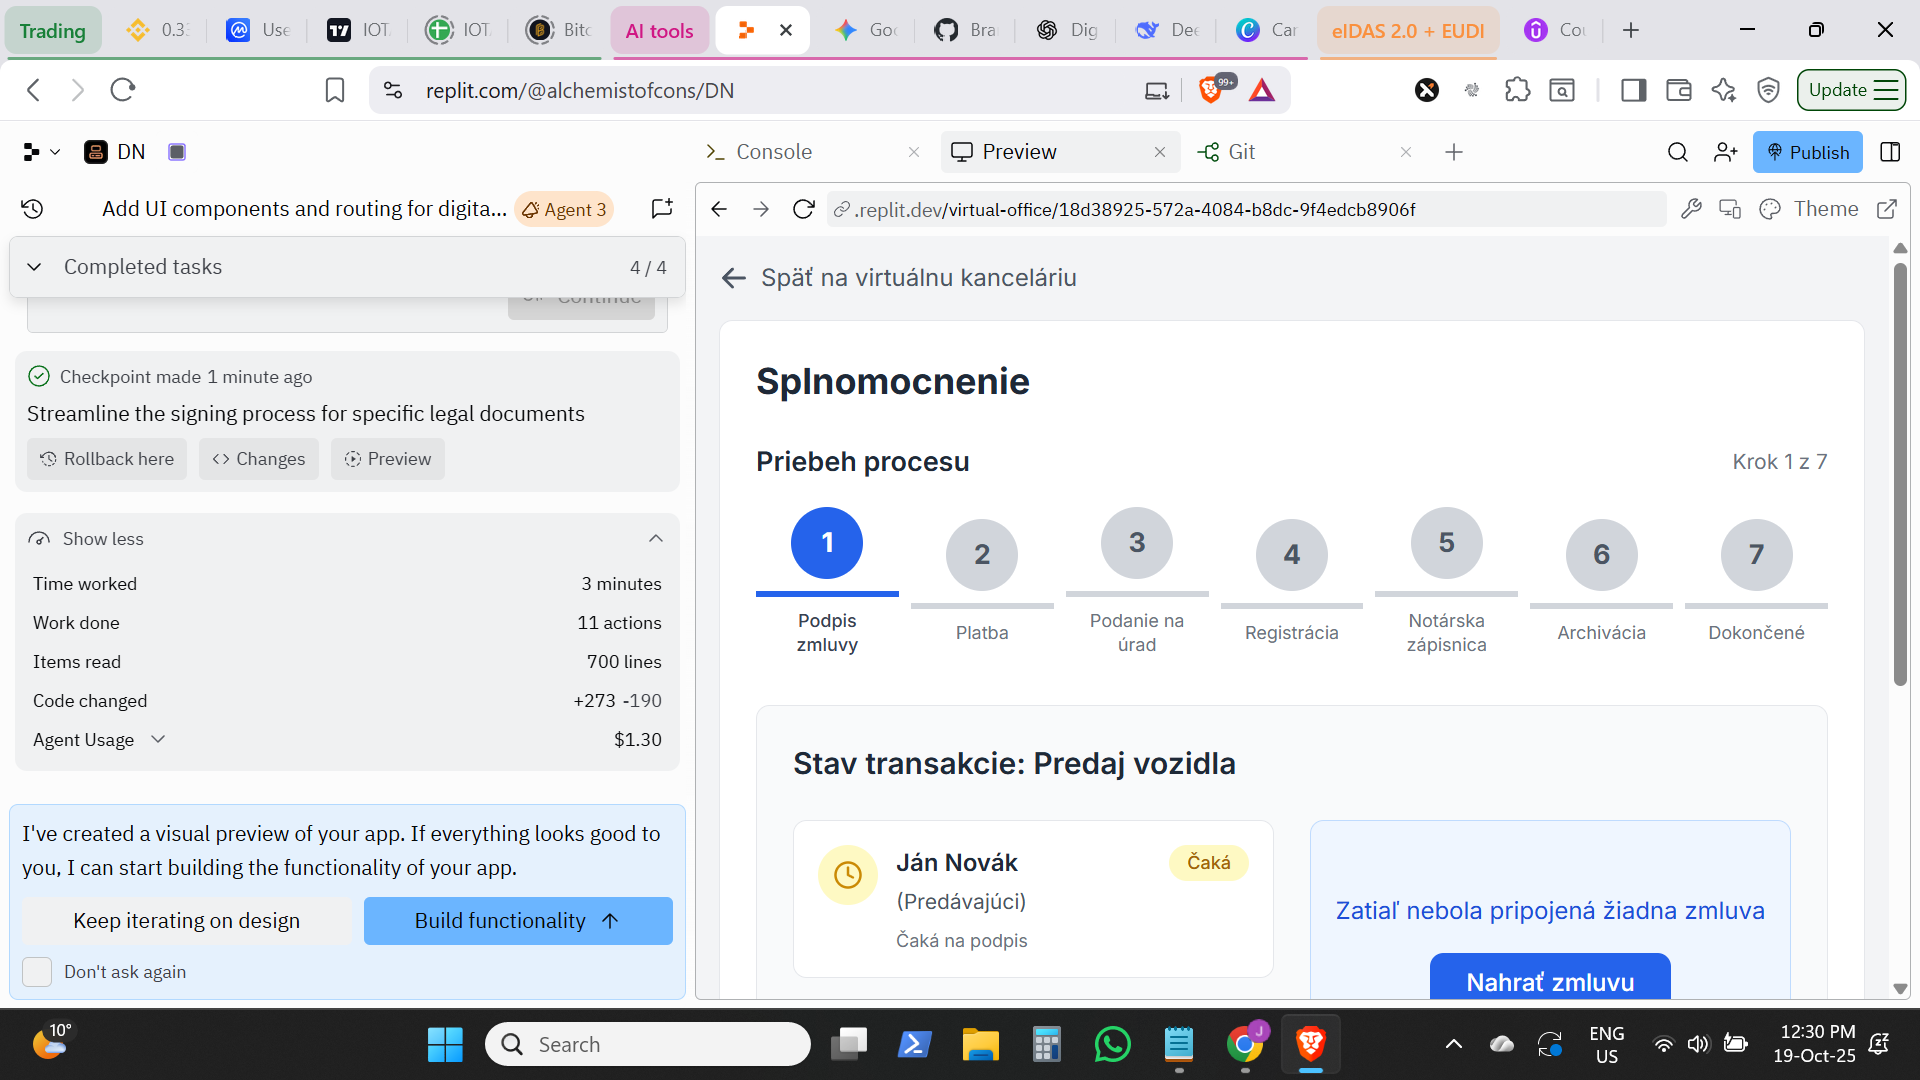 Trading
0.3
Use
IOT
IOT
Bitc
AI tools
Go
Bra
Dig
Dee
Car
eIDAS 2.0 + EUDI
Cou
replit.com/@alchemistofcons/DN
99+
Update
DN
Console
Preview
Git
Publish
Add UI components and routing for digita...
Agent 3
.replit.dev/virtual-office/18d38925-572a-4084-b8dc-9f4edcb8906f
Theme
Completed tasks
4 / 4
Continue
Checkpoint made 1 minute ago
Streamline the signing process for specific legal documents
Rollback here
Changes
Preview
Show less
Time worked
3 minutes
Work done
11 actions
Items read
700 lines
Code changed
+273 -190
Agent Usage
$1.30
I've created a visual preview of your app. If everything looks good to
you, I can start building the functionality of your app.
Keep iterating on design
Build functionality
Don't ask again
Späť na virtuálnu kanceláriu
Splnomocnenie
Priebeh procesu
Krok 1 z 7
1
2
3
4
5
6
7
Podpis
zmluvy
Platba
Podanie na
úrad
Registrácia
Notárska
zápisnica
Archivácia
Dokončené
Stav transakcie: Predaj vozidla
Ján Novák
Čaká
(Predávajúci)
Čaká na podpis
Zatiaľ nebola pripojená žiadna zmluva
Nahrať zmluvu
10°
Search
J
ENG
US
12:30 PM
19-Oct-25